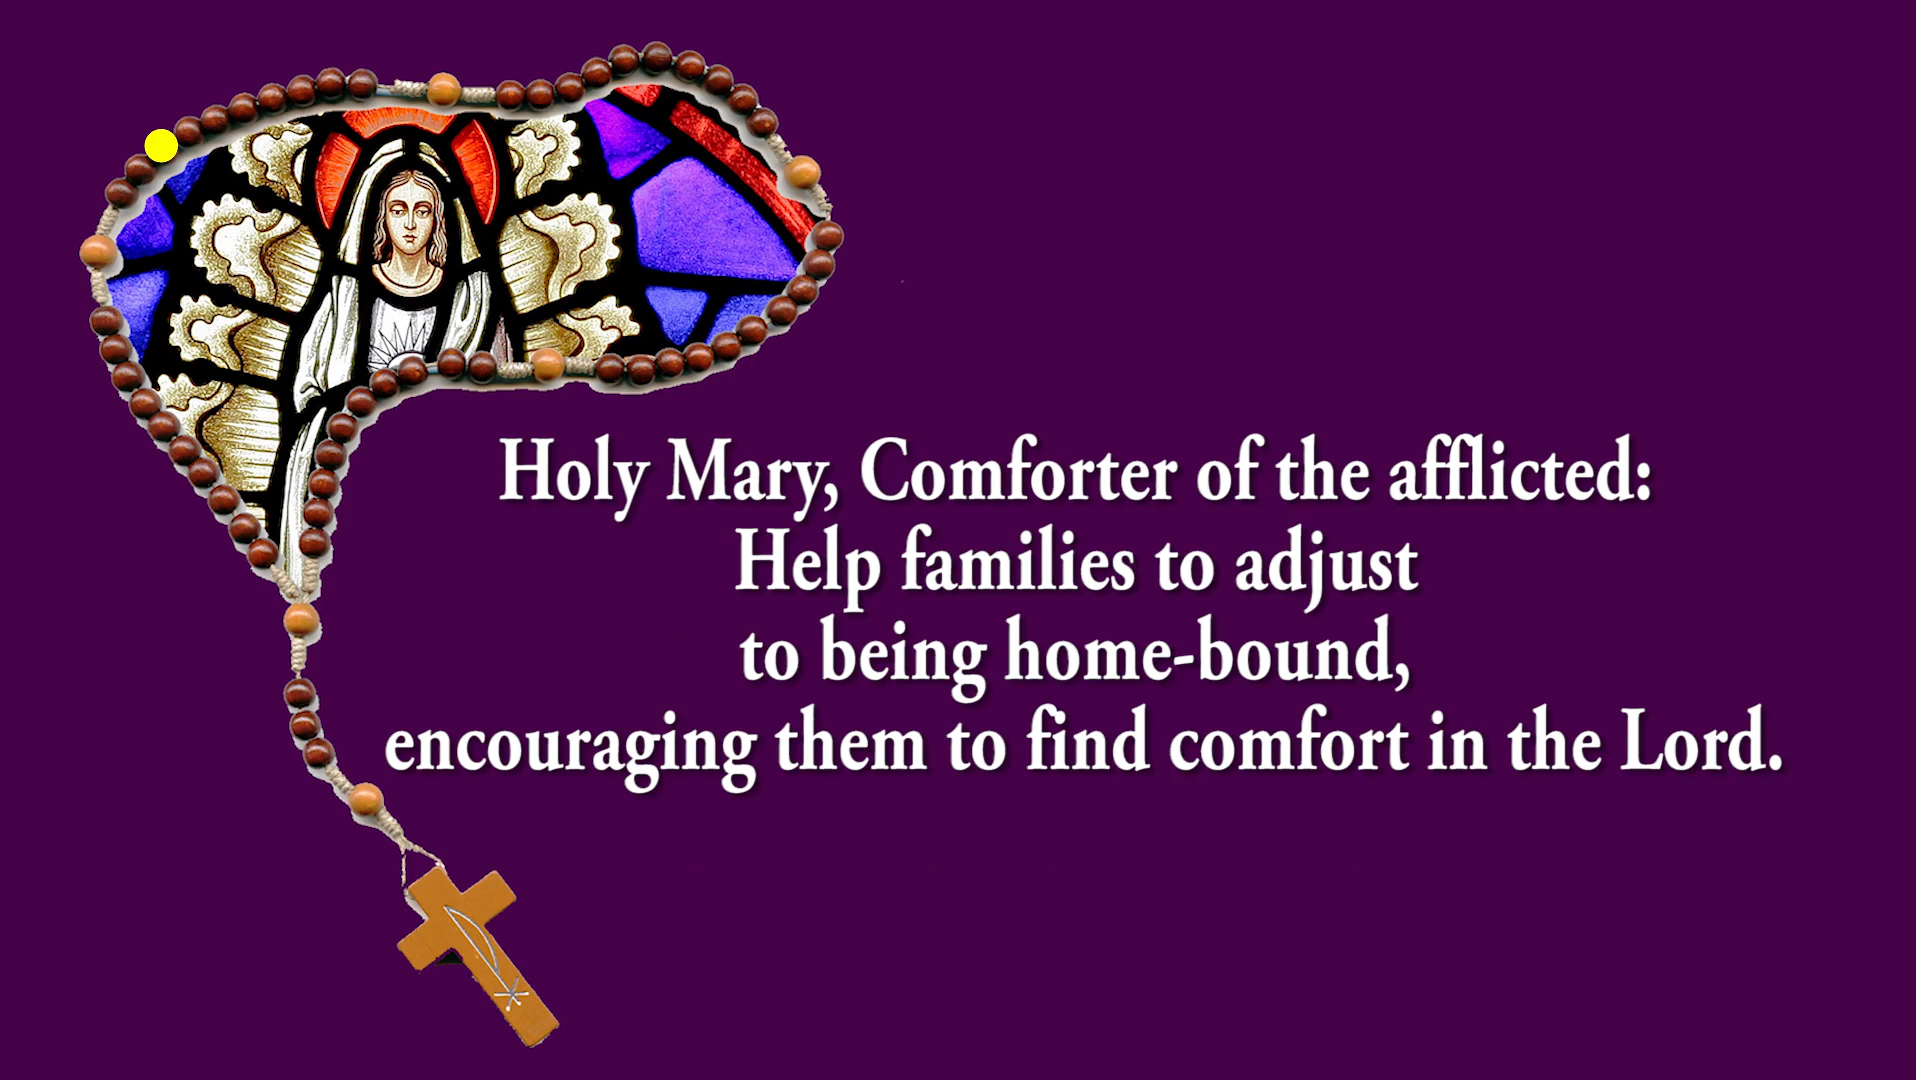 Holy Mary, Comforter of the afflicted:
Help families to adjust
to being home-bound,
encouraging them to find comfort in the Lord.